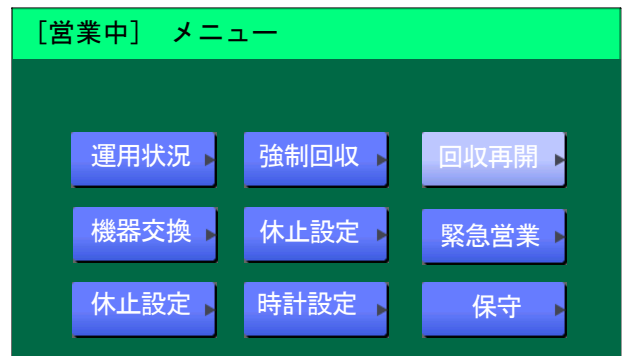 ［営業中］ メニュー
運用状況 強制回収 回収再開
機器交換 休止設定 緊急営業
休止設定 時計設定 保守